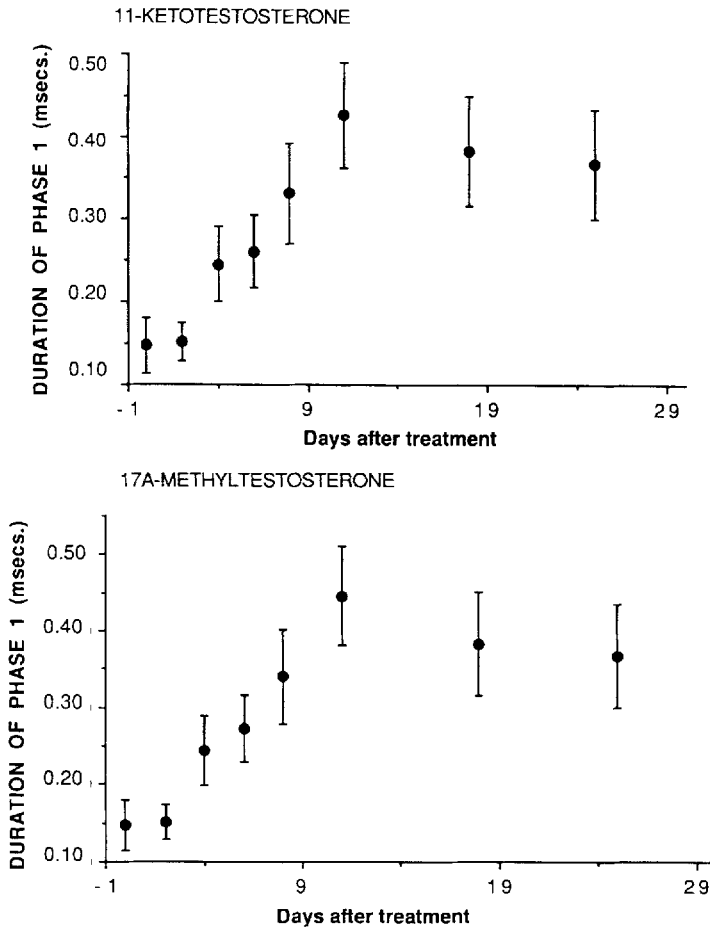 11-KETOTESTOSTERONE
DURATION OF PHASE 1 (msecs.)
0.50
0.40
0.30
0.20
0.10
-1 9 19 29
Days after treatment
17A-METHYLTESTOSTERONE
DURATION OF PHASE 1 (msecs.)
0.50
0.40
0.30
0.20
0.10
-1 9 19 29
Days after treatment